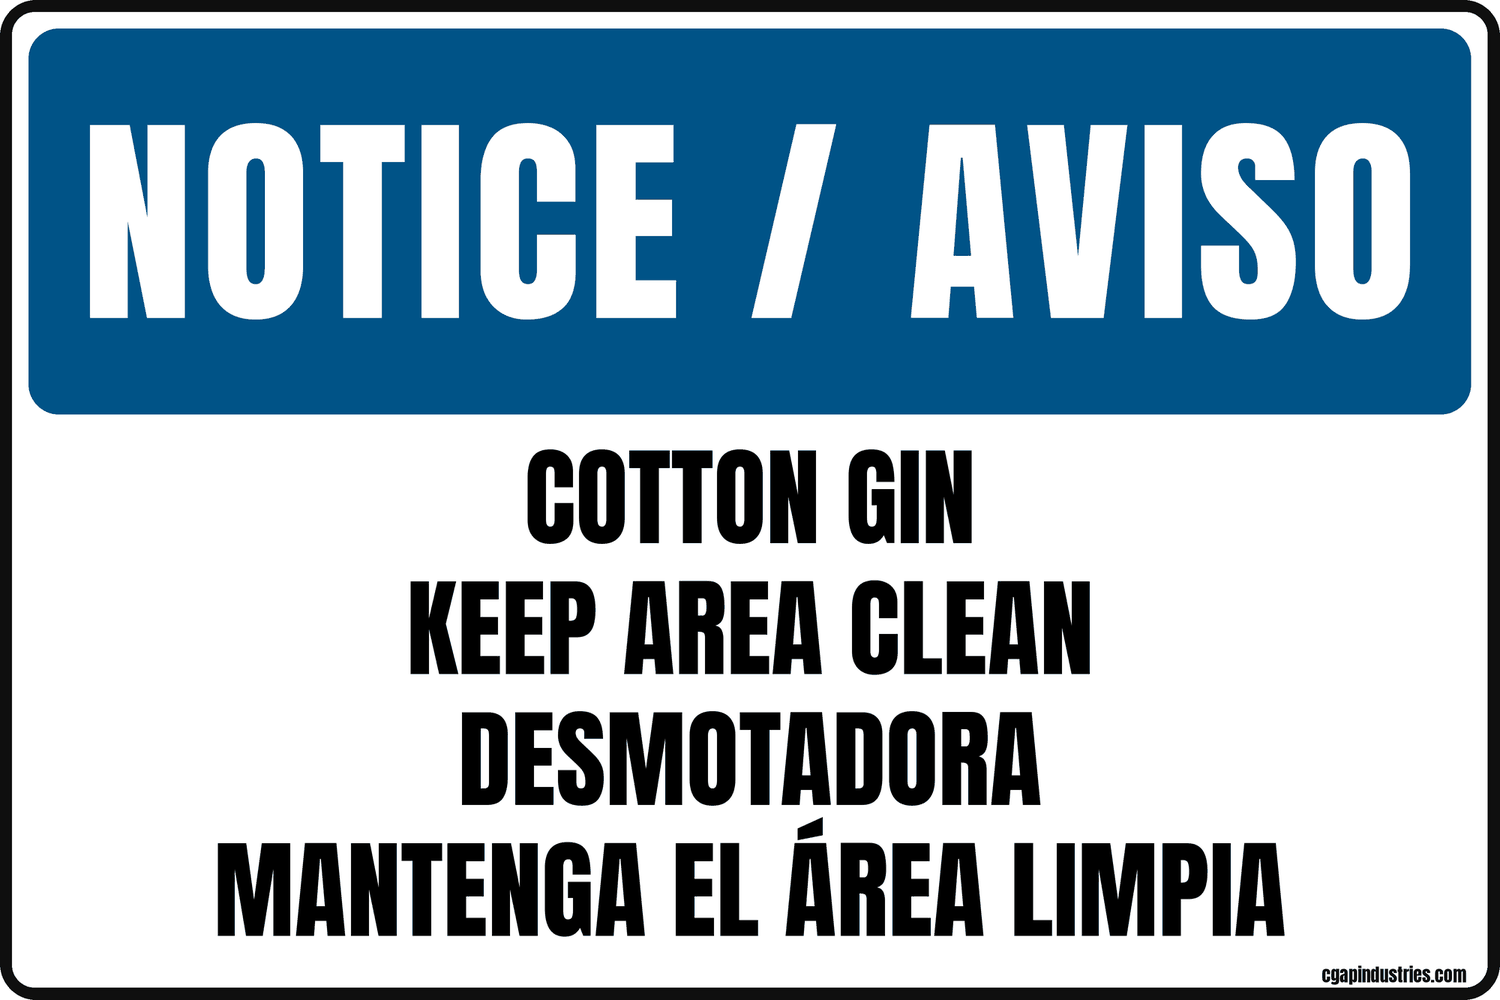 NOTICE / AVISO
COTTON GIN
KEEP AREA CLEAN
DESMOTADORA
MANTENGA EL ÁREA LIMPIA
cgapindustries.com